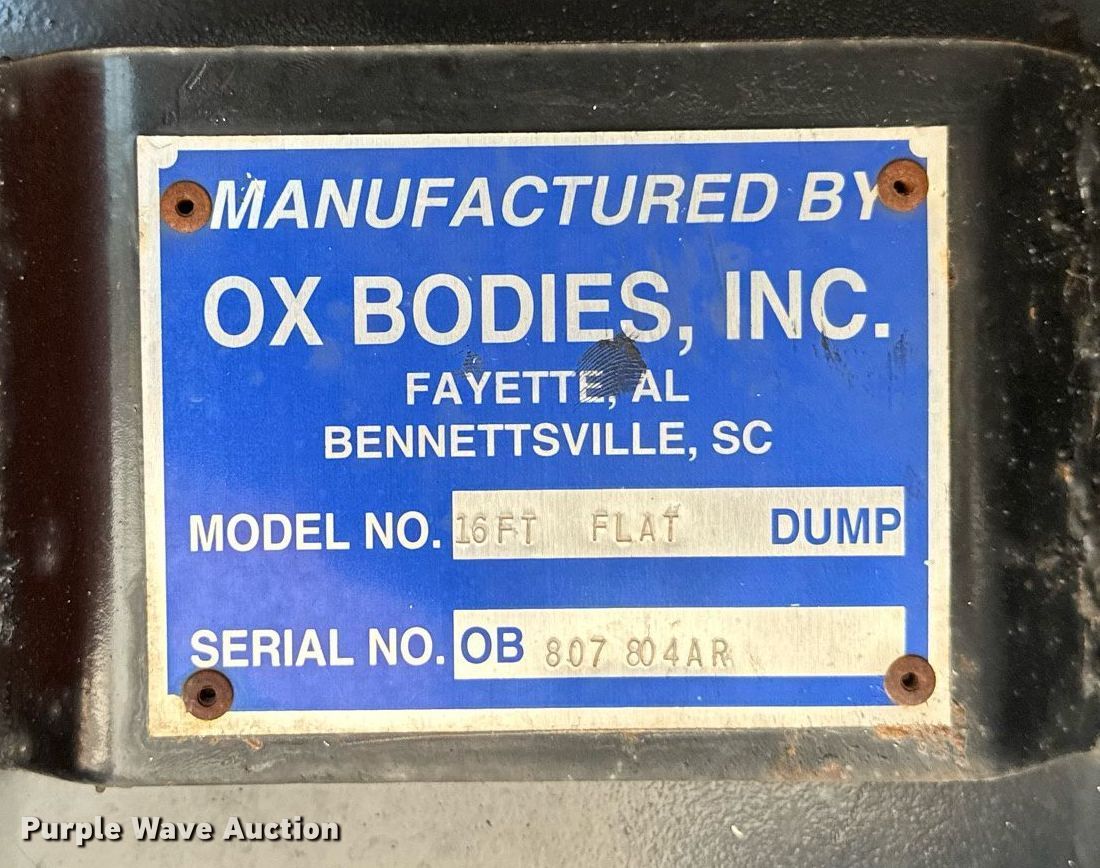 MANUFACTURED BY
OX BODIES, INC.
FAYETTE, AL
BENNETTSVILLE, SC
MODEL NO. 16FT FLAT DUMP
SERIAL NO. OB 807 804AR
Purple Wave Auction